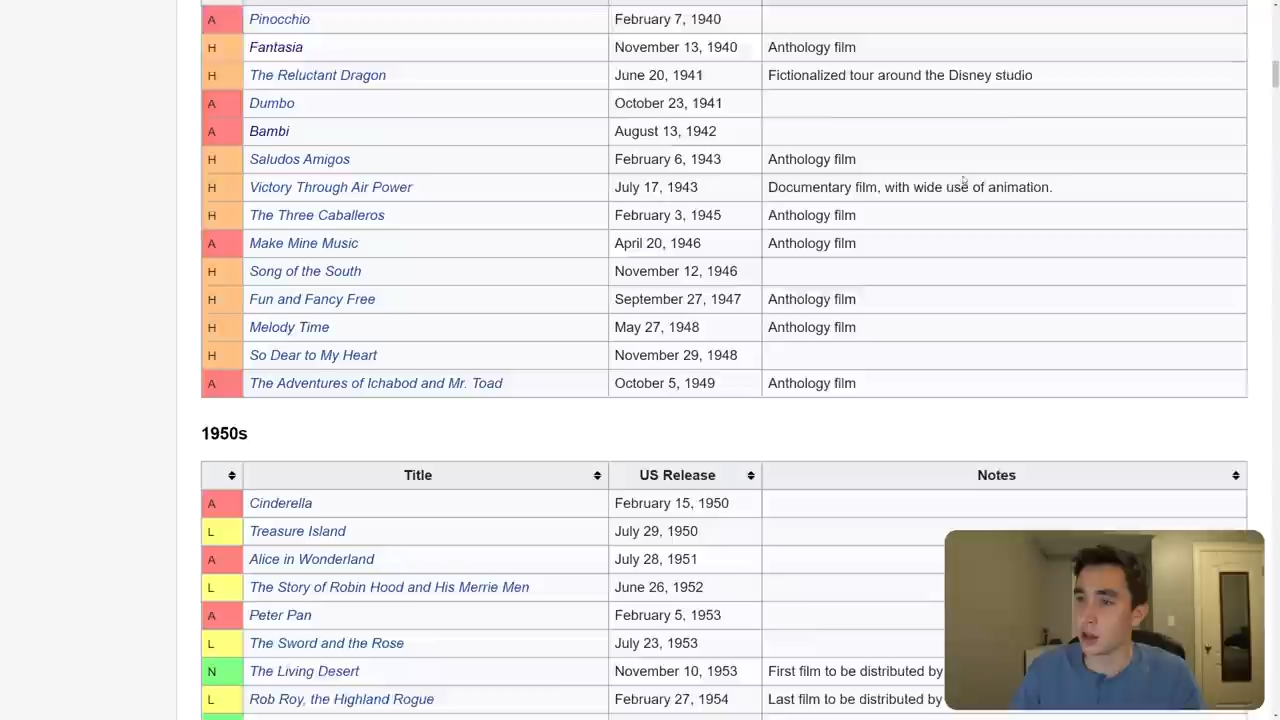 A Pinocchio February 7, 1940
H Fantasia November 13, 1940 Anthology film
H The Reluctant Dragon June 20, 1941 Fictionalized tour around the Disney studio
A Dumbo October 23, 1941
A Bambi August 13, 1942
H Saludos Amigos February 6, 1943 Anthology film
H Victory Through Air Power July 17, 1943 Documentary film, with wide use of animation.
H The Three Caballeros February 3, 1945 Anthology film
A Make Mine Music April 20, 1946 Anthology film
H Song of the South November 12, 1946
H Fun and Fancy Free September 27, 1947 Anthology film
H Melody Time May 27, 1948 Anthology film
H So Dear to My Heart November 29, 1948
A The Adventures of Ichabod and Mr. Toad October 5, 1949 Anthology film
1950s
Title US Release Notes
A Cinderella February 15, 1950
L Treasure Island July 29, 1950
A Alice in Wonderland July 28, 1951
L The Story of Robin Hood and His Merrie Men June 26, 1952
A Peter Pan February 5, 1953
L The Sword and the Rose July 23, 1953
N The Living Desert November 10, 1953 First film to be distributed by
L Rob Roy, the Highland Rogue February 27, 1954 Last film to be distributed by